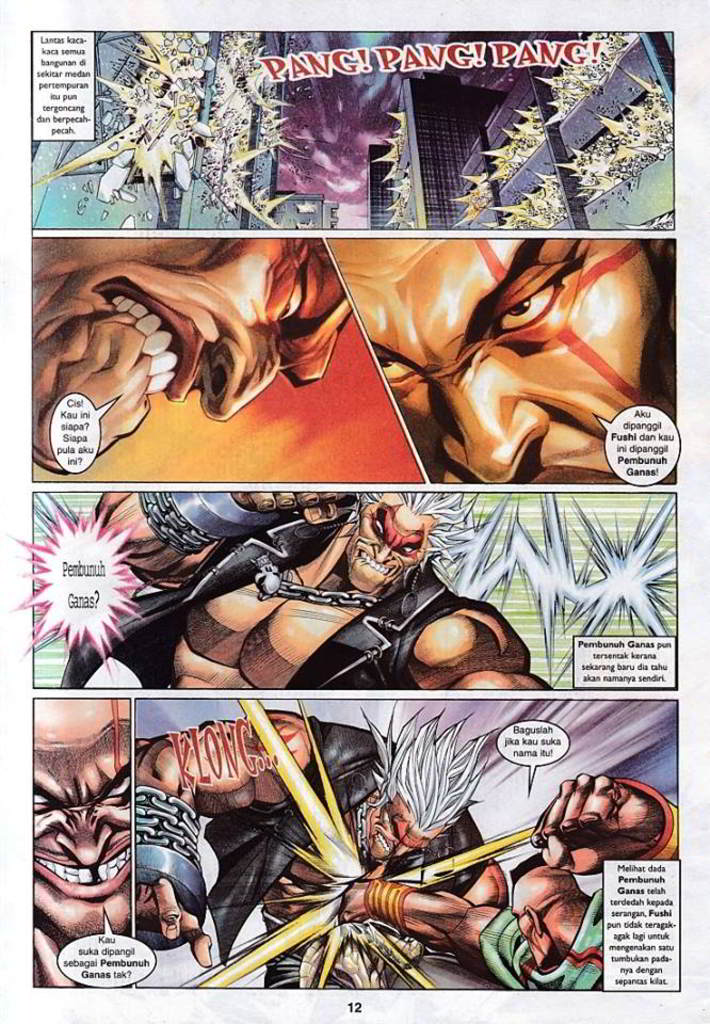 Lantas kaca-
kaca semua
bangunan di
sekitar medan
pertempuran
itu pun
tergoncang
dan berpecah-
pecah.
PANG! PANG! PANG!
Cis!
Kau ini
siapa?
Siapa
pula aku
ini?
Aku
dipanggil
Fushi dan kau
ini dipanggil
Pembunuh
Ganas!
Pembunuh
Ganas?
Pembunuh Ganas pun
tersentak kerana
sekarang baru dia tahu
akan namanya sendiri.
Kau
suka dipangil
sebagai Pembunuh
Ganas tak?
KLONG...
Baguslah
jika kau suka
nama itu!
Melihat dada
Pembunuh
Ganas telah
terdedah kepada
serangan, Fushi
pun tidak teragak-
agak lagi untuk
mengenakan satu
tumbukan pada-
nya dengan
sepantas kilat.
12